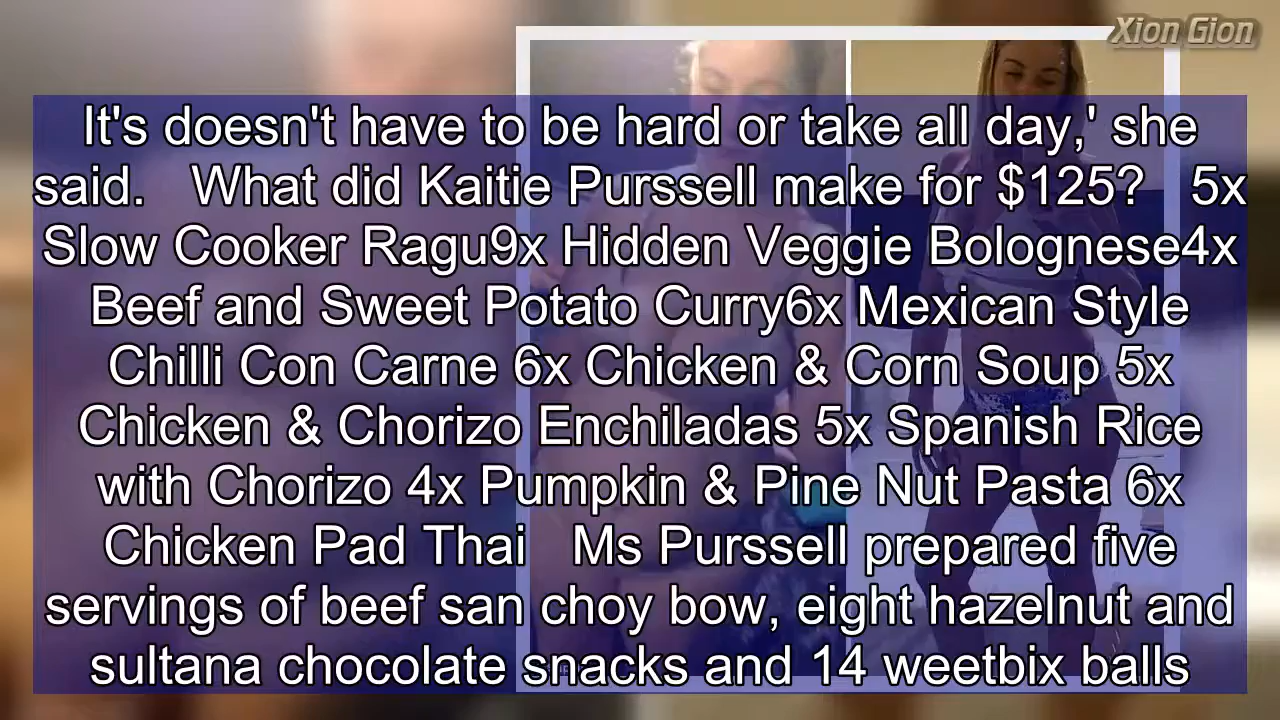 Xion Gion
It's doesn't have to be hard or take all day,' she
said.   What did Kaitie Purssell make for $125?   5x
Slow Cooker Ragu9x Hidden Veggie Bolognese4x
Beef and Sweet Potato Curry6x Mexican Style
Chilli Con Carne 6x Chicken & Corn Soup 5x
Chicken & Chorizo Enchiladas 5x Spanish Rice
with Chorizo 4x Pumpkin & Pine Nut Pasta 6x
Chicken Pad Thai   Ms Purssell prepared five
servings of beef san choy bow, eight hazelnut and
sultana chocolate snacks and 14 weetbix balls